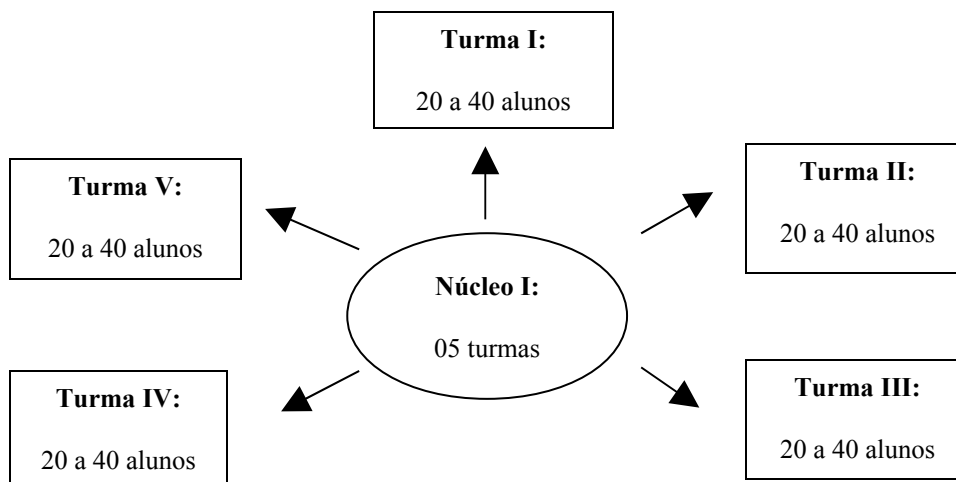 Turma I:
20 a 40 alunos
Turma V:
20 a 40 alunos
Turma II:
20 a 40 alunos
Núcleo I:
05 turmas
Turma IV:
20 a 40 alunos
Turma III:
20 a 40 alunos